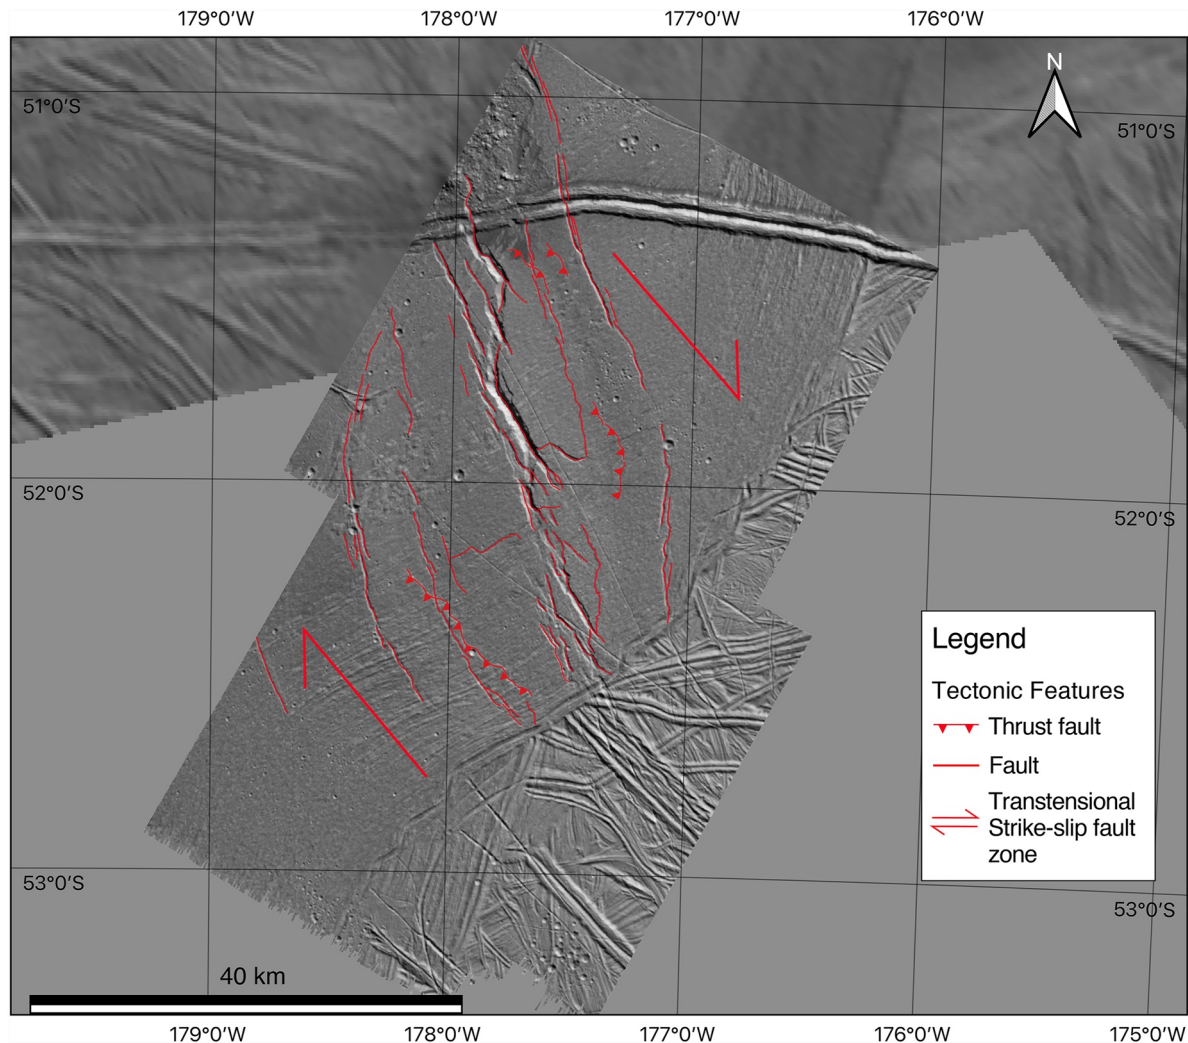 179°0'W 178°0'W 177°0'W 176°0'W
N
51°0'S
51°0'S
52°0'S
52°0'S
Legend
Tectonic Features
Thrust fault
Fault
Transtensional
Strike-slip fault
zone
53°0'S
53°0'S
40 km
179°0'W 178°0'W 177°0'W 176°0'W 175°0'W